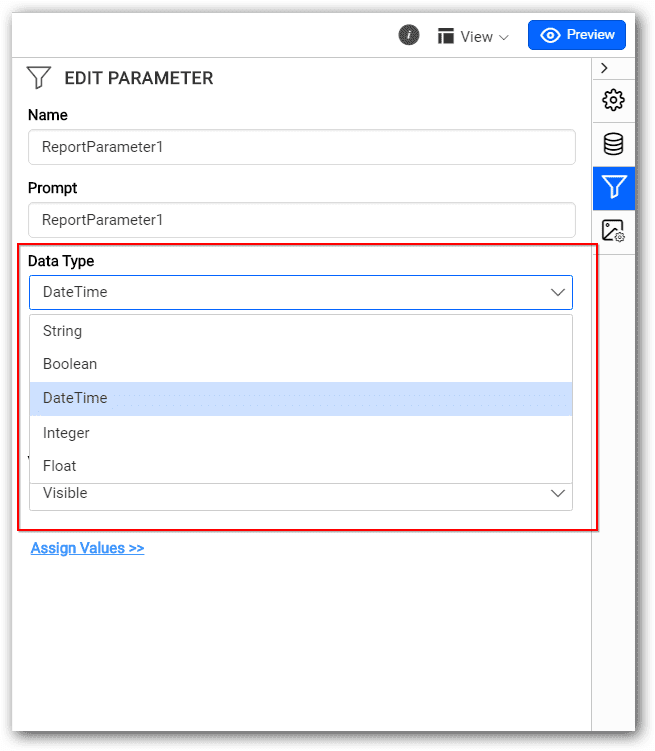 View
Preview
EDIT PARAMETER
Name
ReportParameter1
Prompt
ReportParameter1
Data Type
DateTime
String
Boolean
DateTime
Integer
Float
Visible
Assign Values >>